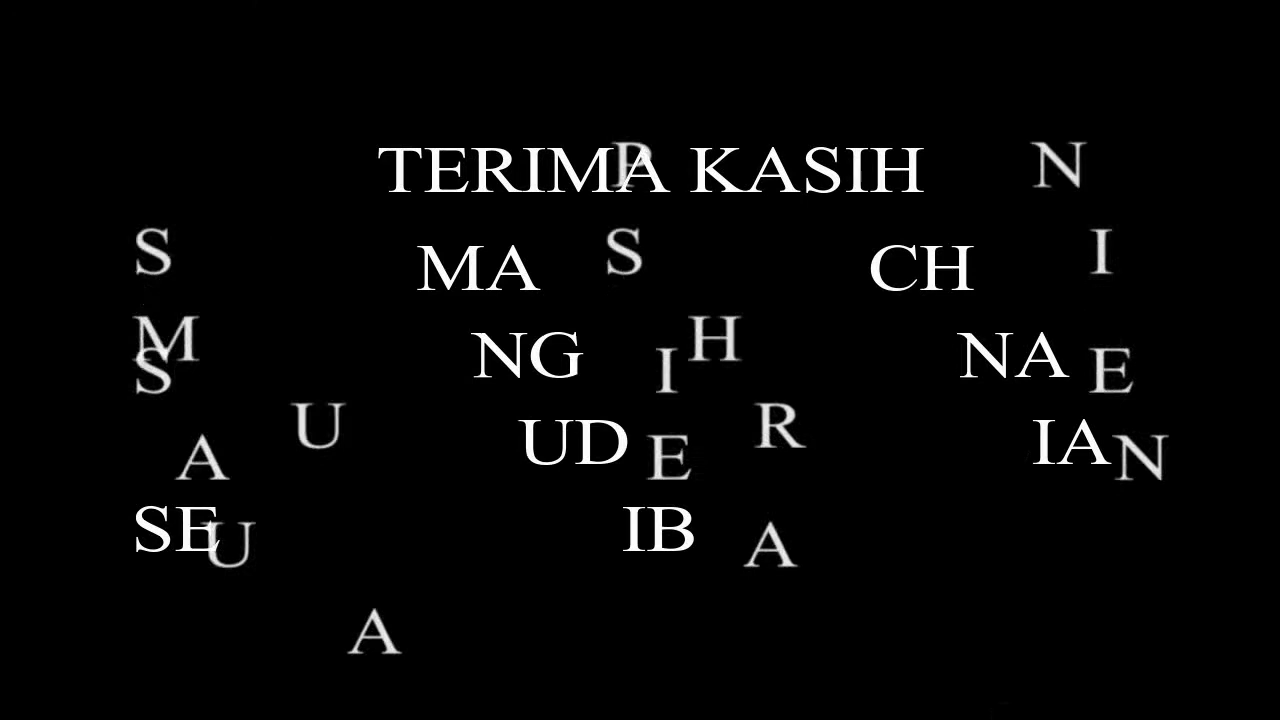 TERIMA KASIH
P N
S S I
MA CH
M H
NG NA
S I E
U R
UD IA
A E N
SE IB
U A
A